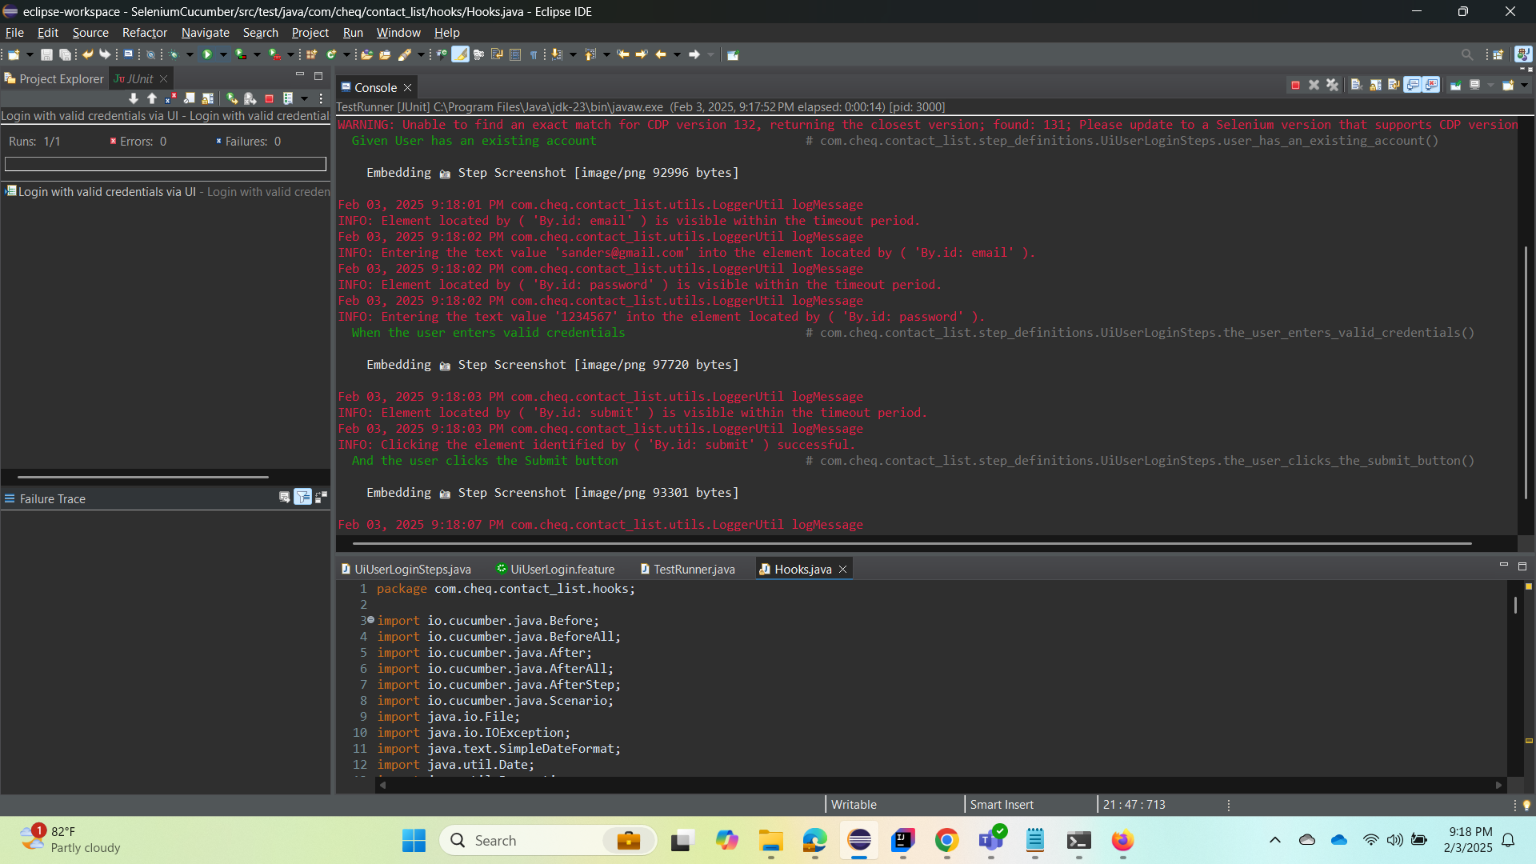 eclipse-workspace - SeleniumCucumber/src/test/java/com/cheq/contact_list/hooks/Hooks.java - Eclipse IDE
File Edit Source Refactor Navigate Search Project Run Window Help
Project Explorer JUnit
Console
Login with valid credentials via UI - Login with valid credential
TestRunner [JUnit] C:\Program Files\Java\jdk-23\bin\javaw.exe (Feb 3, 2025, 9:17:52 PM elapsed: 0:00:14) [pid: 3000]
Runs: 1/1 Errors: 0 Failures: 0
Login with valid credentials via UI - Login with valid creden
WARNING: Unable to find an exact match for CDP version 132, returning the closest version; found: 131; Please update to a Selenium version that supports CDP version
Given User has an existing account # com.cheq.contact_list.step_definitions.UiUserLoginSteps.user_has_an_existing_account()
Embedding Step Screenshot [image/png 92996 bytes]
Feb 03, 2025 9:18:01 PM com.cheq.contact_list.utils.LoggerUtil logMessage
INFO: Element located by ( 'By.id: email' ) is visible within the timeout period.
Feb 03, 2025 9:18:02 PM com.cheq.contact_list.utils.LoggerUtil logMessage
INFO: Entering the text value 'sanders@gmail.com' into the element located by ( 'By.id: email' ).
Feb 03, 2025 9:18:02 PM com.cheq.contact_list.utils.LoggerUtil logMessage
INFO: Element located by ( 'By.id: password' ) is visible within the timeout period.
Feb 03, 2025 9:18:02 PM com.cheq.contact_list.utils.LoggerUtil logMessage
INFO: Entering the text value '1234567' into the element located by ( 'By.id: password' ).
When the user enters valid credentials # com.cheq.contact_list.step_definitions.UiUserLoginSteps.the_user_enters_valid_credentials()
Embedding Step Screenshot [image/png 97720 bytes]
Feb 03, 2025 9:18:03 PM com.cheq.contact_list.utils.LoggerUtil logMessage
INFO: Element located by ( 'By.id: submit' ) is visible within the timeout period.
Feb 03, 2025 9:18:03 PM com.cheq.contact_list.utils.LoggerUtil logMessage
INFO: Clicking the element identified by ( 'By.id: submit' ) successful.
And the user clicks the Submit button # com.cheq.contact_list.step_definitions.UiUserLoginSteps.the_user_clicks_the_submit_button()
Embedding Step Screenshot [image/png 93301 bytes]
Feb 03, 2025 9:18:07 PM com.cheq.contact_list.utils.LoggerUtil logMessage
Failure Trace
UiUserLoginSteps.java UiUserLogin.feature TestRunner.java Hooks.java
1 package com.cheq.contact_list.hooks;
2
3 import io.cucumber.java.Before;
4 import io.cucumber.java.BeforeAll;
5 import io.cucumber.java.After;
6 import io.cucumber.java.AfterAll;
7 import io.cucumber.java.AfterStep;
8 import io.cucumber.java.Scenario;
9 import java.io.File;
10 import java.io.IOException;
11 import java.text.SimpleDateFormat;
12 import java.util.Date;
Writable Smart Insert 21 : 47 : 713
1 82°F
Partly cloudy
Search
9:18 PM
2/3/2025